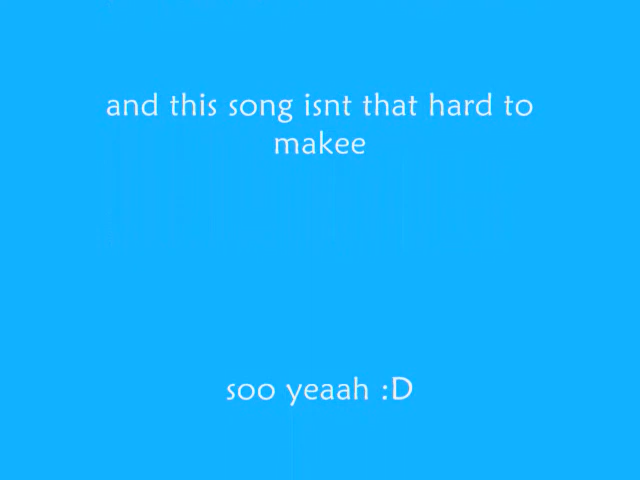 and this song isnt that hard to
makee
soo yeaah :D